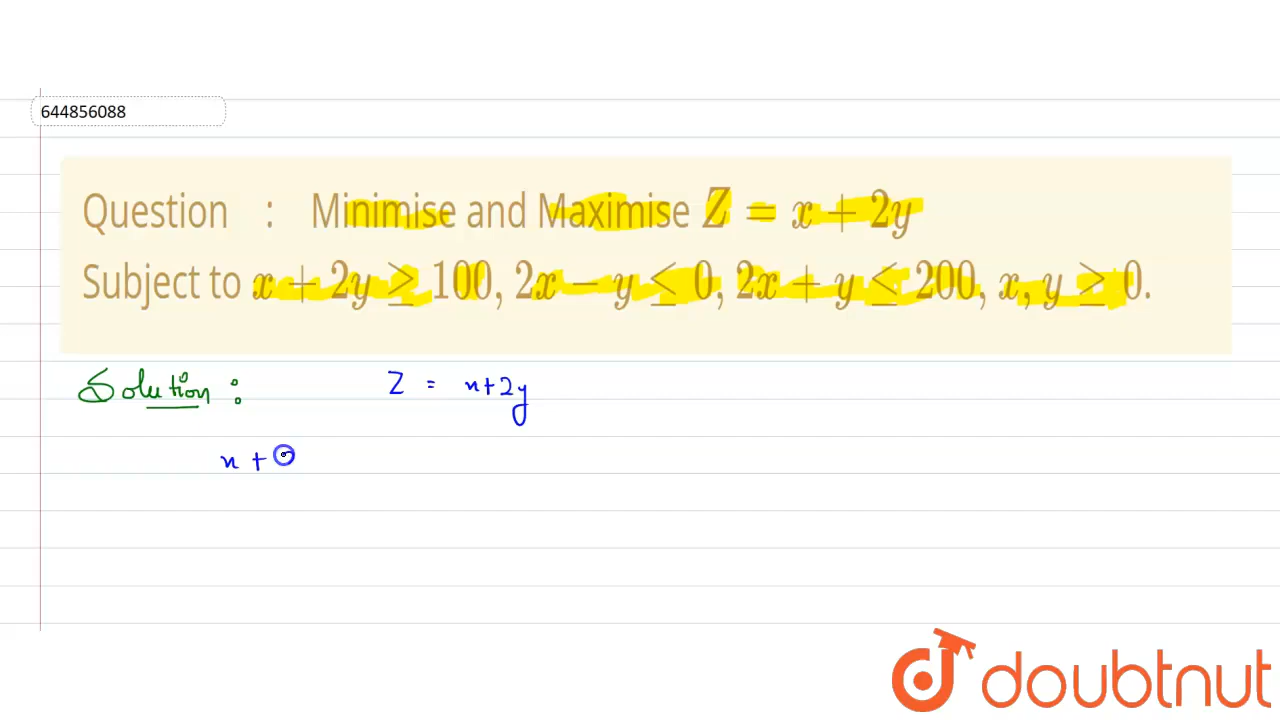 644856088
Question : Minimise and Maximise Z = x + 2y
Subject to x + 2y ≥ 100, 2x − y ≤ 0, 2x + y ≤ 200, x, y ≥ 0.
Solution : Z = x + 2y
x +
doubtnut